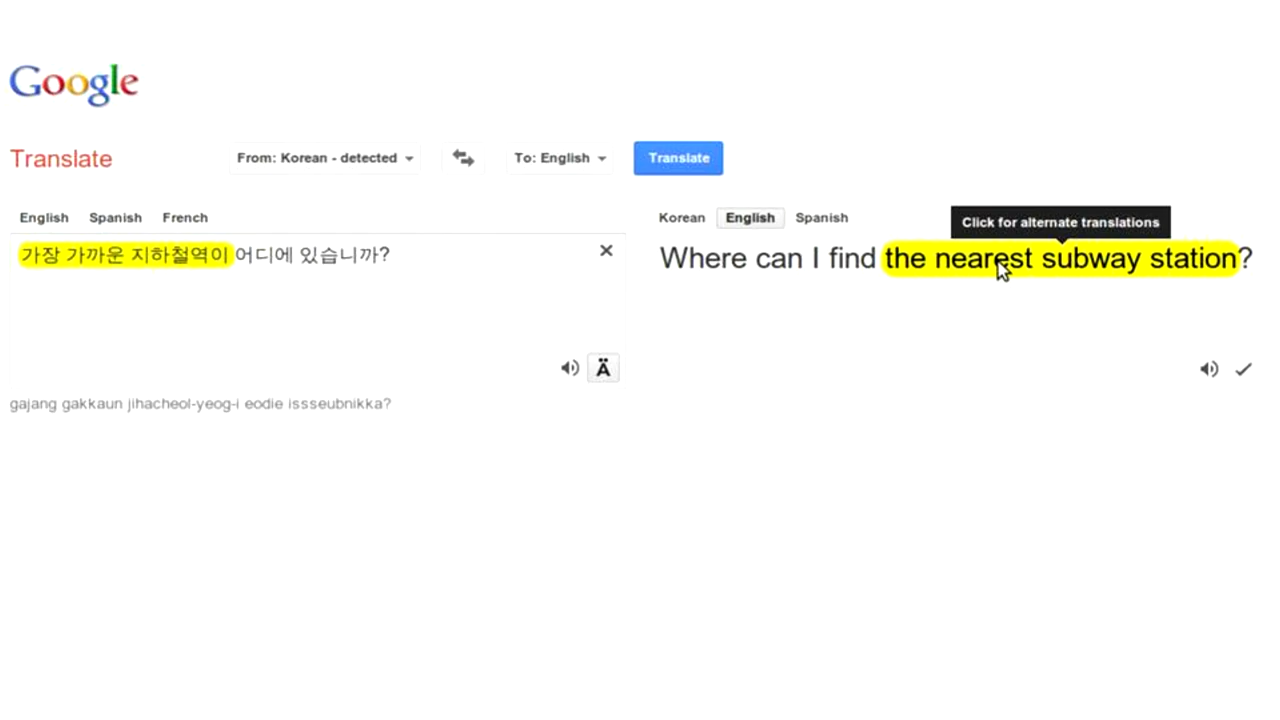 Google
Translate
From: Korean - detected
To: English
Translate
English Spanish French
Korean English Spanish
Click for alternate translations
가장 가까운 지하철역이 어디에 있습니까?
Where can I find the nearest subway station?
Ä
gajang gakkaun jihacheol-yeog-i eodie issseubnikka?